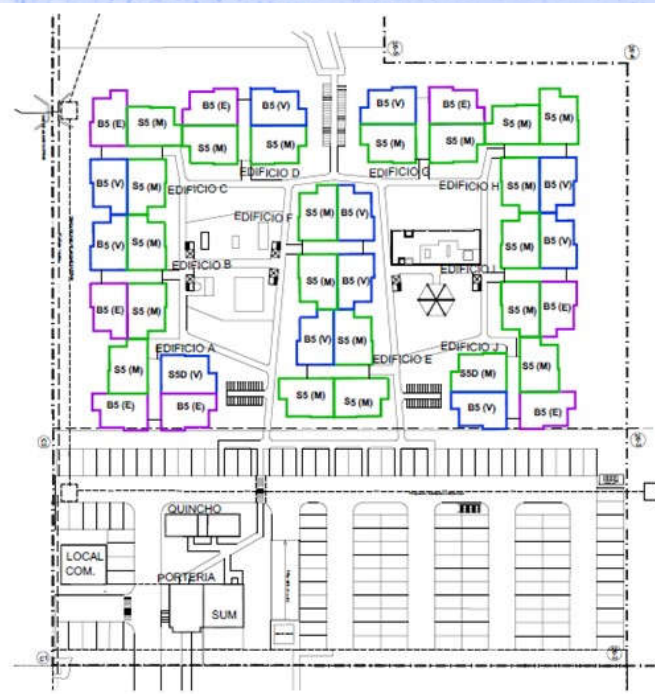 B5 (E)
S5 (M)
B5 (E)
S5 (M)
B5 (V)
S5 (M)
EDIFICIO D
B5 (V)
S5 (M)
B5 (E)
S5 (M)
EDIFICIO G
S5 (M)
S5 (M)
B5 (V)
S5 (M)
EDIFICIO C
EDIFICIO H
S5 (M)
B5 (V)
B5 (V)
S5 (M)
EDIFICIO B
EDIFICIO F
S5 (M)
B5 (V)
S5 (M)
B5 (V)
S5 (M)
B5 (V)
EDIFICIO I
B5 (E)
S5 (M)
B5 (V)
S5 (M)
EDIFICIO E
S5 (M)
B5 (E)
EDIFICIO A
S5 (M)
S5D (V)
B5 (E)
B5 (E)
S5 (M)
S5 (M)
EDIFICIO J
S5D (M)
S5 (M)
B5 (V)
B5 (E)
QUINCHO
LOCAL
COM.
PORTERIA
SUM